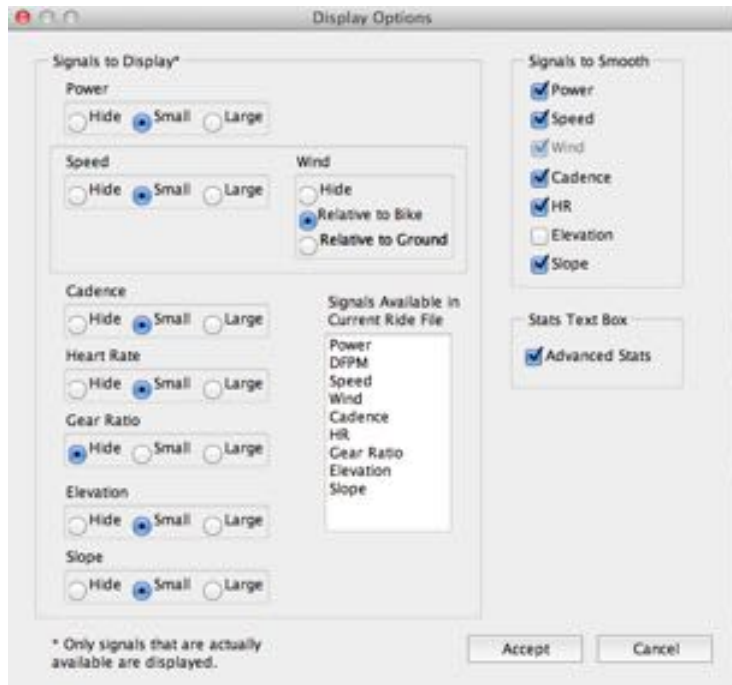 Display Options
Signals to Display*
Power
Hide Small Large
Speed
Hide Small Large
Wind
Hide
Relative to Bike
Relative to Ground
Cadence
Hide Small Large
Heart Rate
Hide Small Large
Gear Ratio
Hide Small Large
Elevation
Hide Small Large
Slope
Hide Small Large
Signals Available in
Current Ride File
Power
DFPM
Speed
Wind
Cadence
HR
Gear Ratio
Elevation
Slope
Signals to Smooth
Power
Speed
Wind
Cadence
HR
Elevation
Slope
Stats Text Box
Advanced Stats
* Only signals that are actually
available are displayed.
Accept Cancel